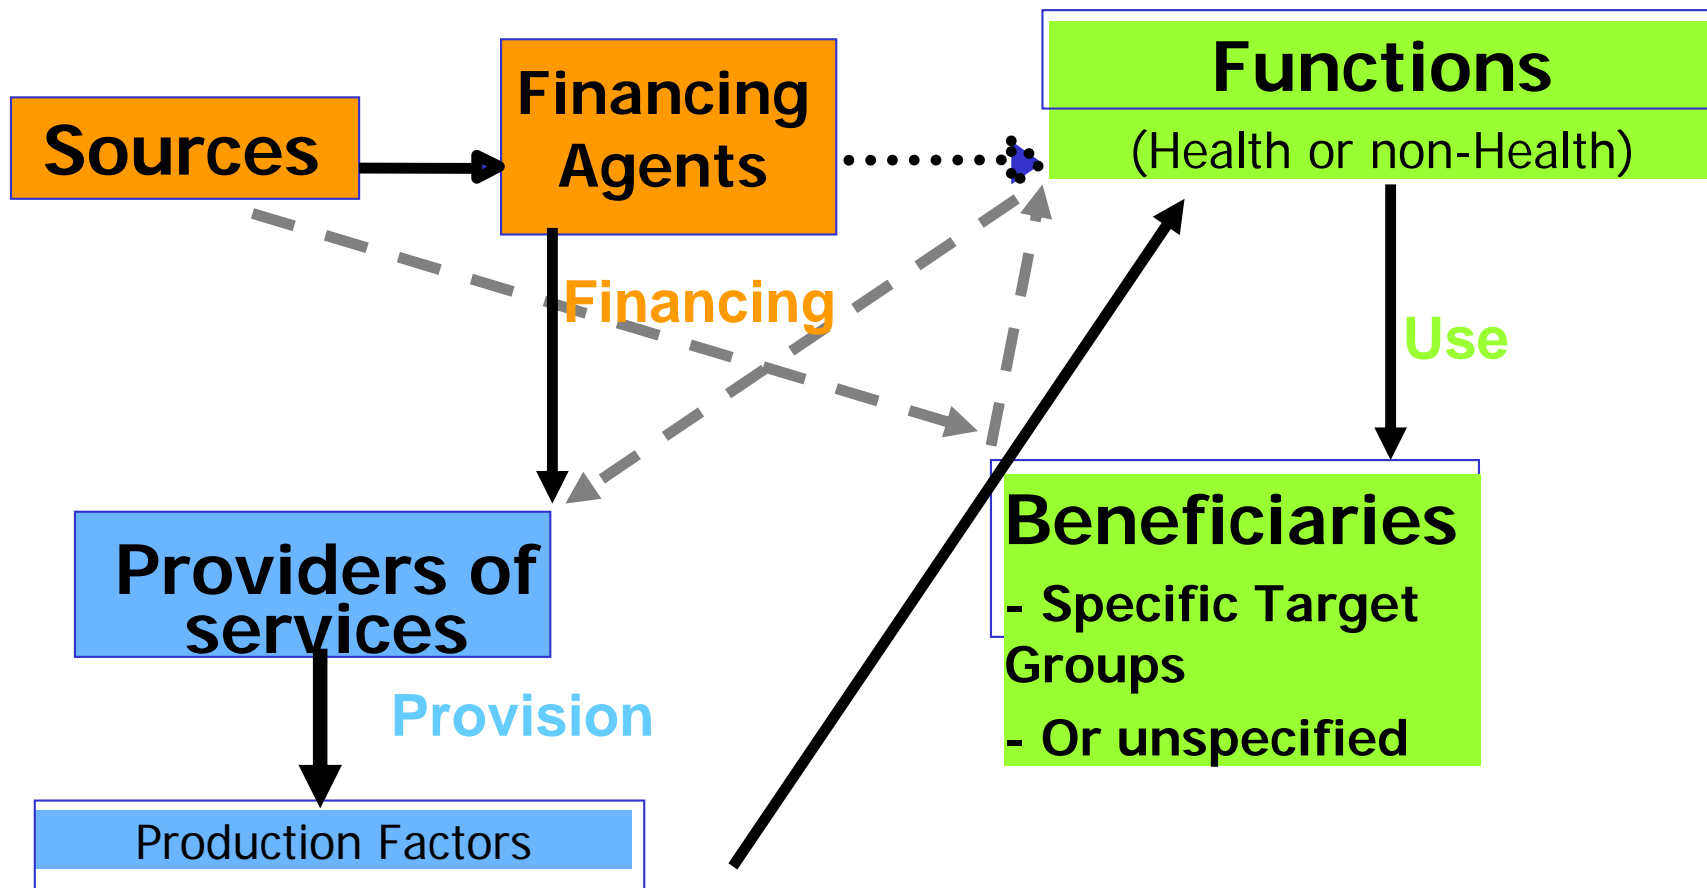 Sources
Financing
Agents
Functions
(Health or non-Health)
Financing
Use
Providers of
services
Provision
Production Factors
Beneficiaries
- Specific Target
Groups
- Or unspecified